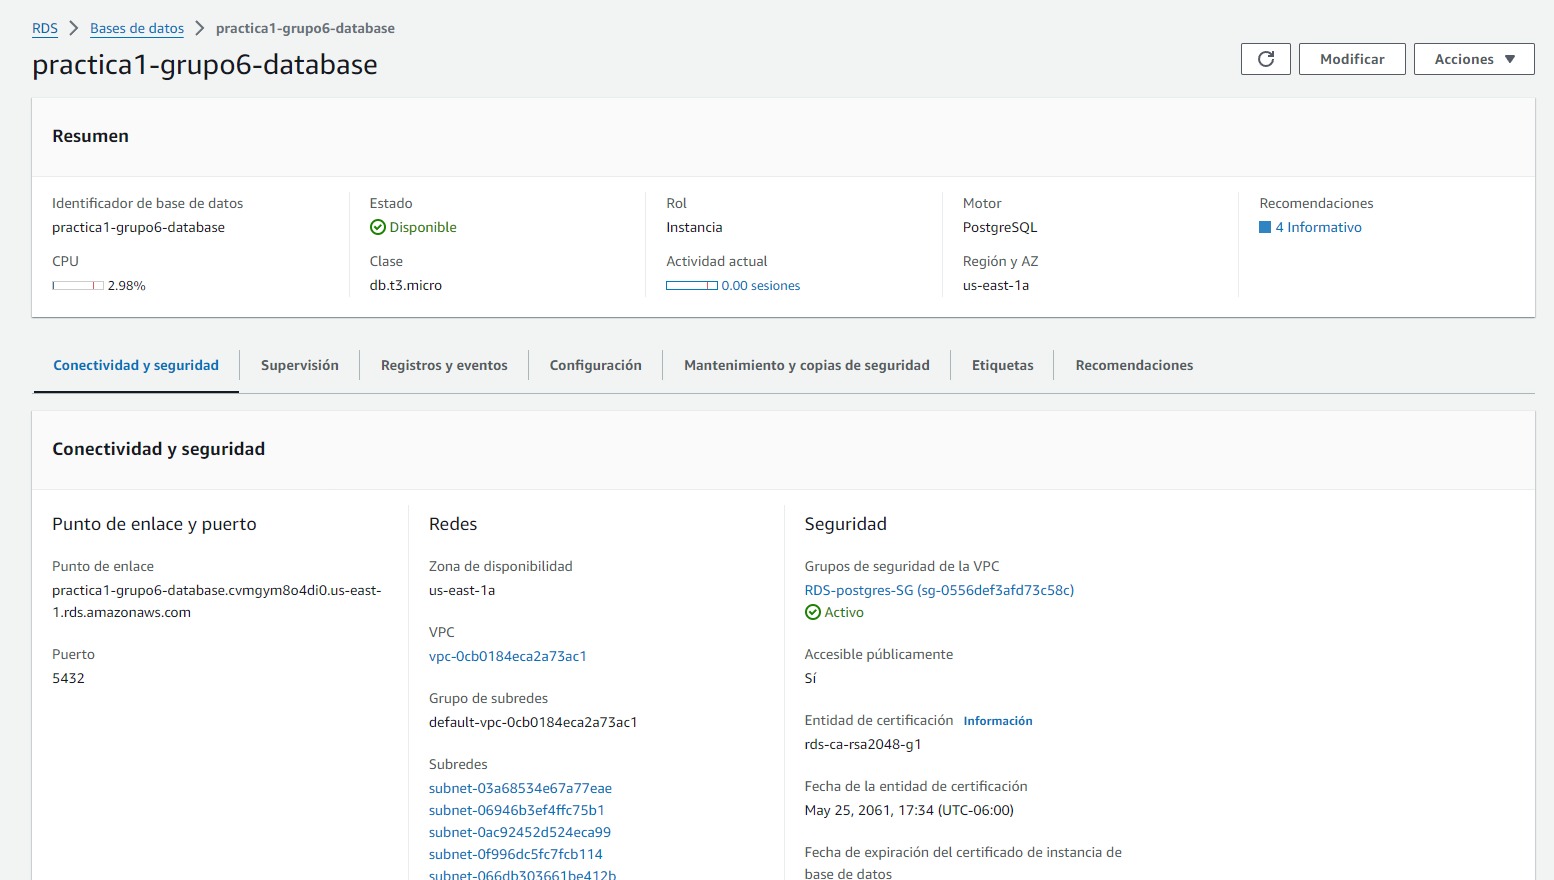 RDS > Bases de datos > practica1-grupo6-database
practica1-grupo6-database
Modificar
Acciones
Resumen
Identificador de base de datos
practica1-grupo6-database
Estado
Disponible
Rol
Instancia
Motor
PostgreSQL
Recomendaciones
4 Informativo
CPU
2.98%
Clase
db.t3.micro
Actividad actual
0.00 sesiones
Región y AZ
us-east-1a
Conectividad y seguridad
Supervisión
Registros y eventos
Configuración
Mantenimiento y copias de seguridad
Etiquetas
Recomendaciones
Conectividad y seguridad
Punto de enlace y puerto
Punto de enlace
practica1-grupo6-database.cvmgym8o4di0.us-east-
1.rds.amazonaws.com
Puerto
5432
Redes
Zona de disponibilidad
us-east-1a
VPC
vpc-0cb0184eca2a73ac1
Grupo de subredes
default-vpc-0cb0184eca2a73ac1
Subredes
subnet-03a68534e67a77eae
subnet-06946b3ef4ffc75b1
subnet-0ac92452d524eca99
subnet-0f996dc5fc7fcb114
subnet-066db303661be412b
Seguridad
Grupos de seguridad de la VPC
RDS-postgres-SG (sg-0556def3afd73c58c)
Activo
Accesible públicamente
Sí
Entidad de certificación Información
rds-ca-rsa2048-g1
Fecha de la entidad de certificación
May 25, 2061, 17:34 (UTC-06:00)
Fecha de expiración del certificado de instancia de
base de datos